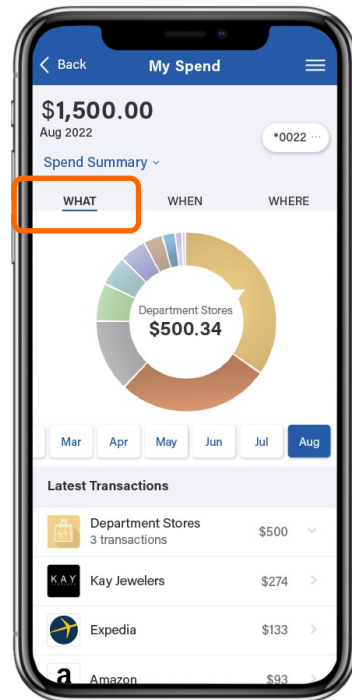 Back
My Spend
$1,500.00
Aug 2022
*0022 ...
Spend Summary
WHAT
WHEN
WHERE
Department Stores
$500.34
Mar
Apr
May
Jun
Jul
Aug
Latest Transactions
Department Stores
$500
3 transactions
KAY
Kay Jewelers
$274
Expedia
$133
a
Amazon
$93